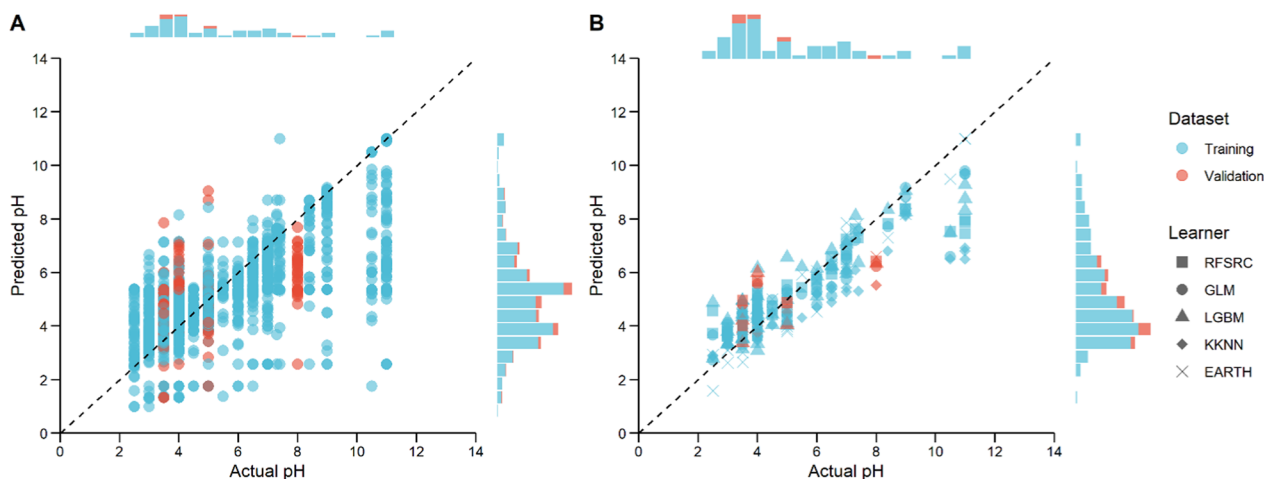 A
14
12
10
8
6
4
2
0
Predicted pH
0 2 4 6 8 10 12 14
Actual pH
B
14
12
10
8
6
4
2
0
Predicted pH
0 2 4 6 8 10 12 14
Actual pH
Dataset
Training
Validation
Learner
RFSRC
GLM
LGBM
KKNN
EARTH